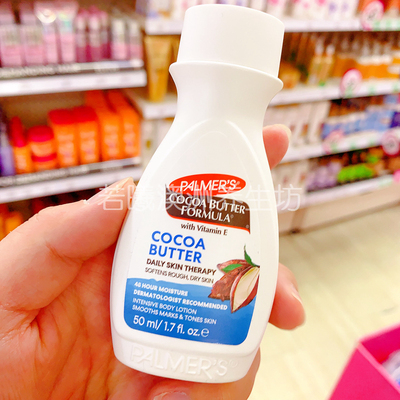 PALMER'S
COCOA BUTTER
FORMULA®
with Vitamin E
COCOA
BUTTER
DAILY SKIN THERAPY
SOFTENS ROUGH, DRY SKIN
48 HOUR MOISTURE
DERMATOLOGIST RECOMMENDED
INTENSIVE BODY LOTION
SMOOTHS MARKS & TONES SKIN
50 ml/1.7 fl. oz. e
PALMER'S